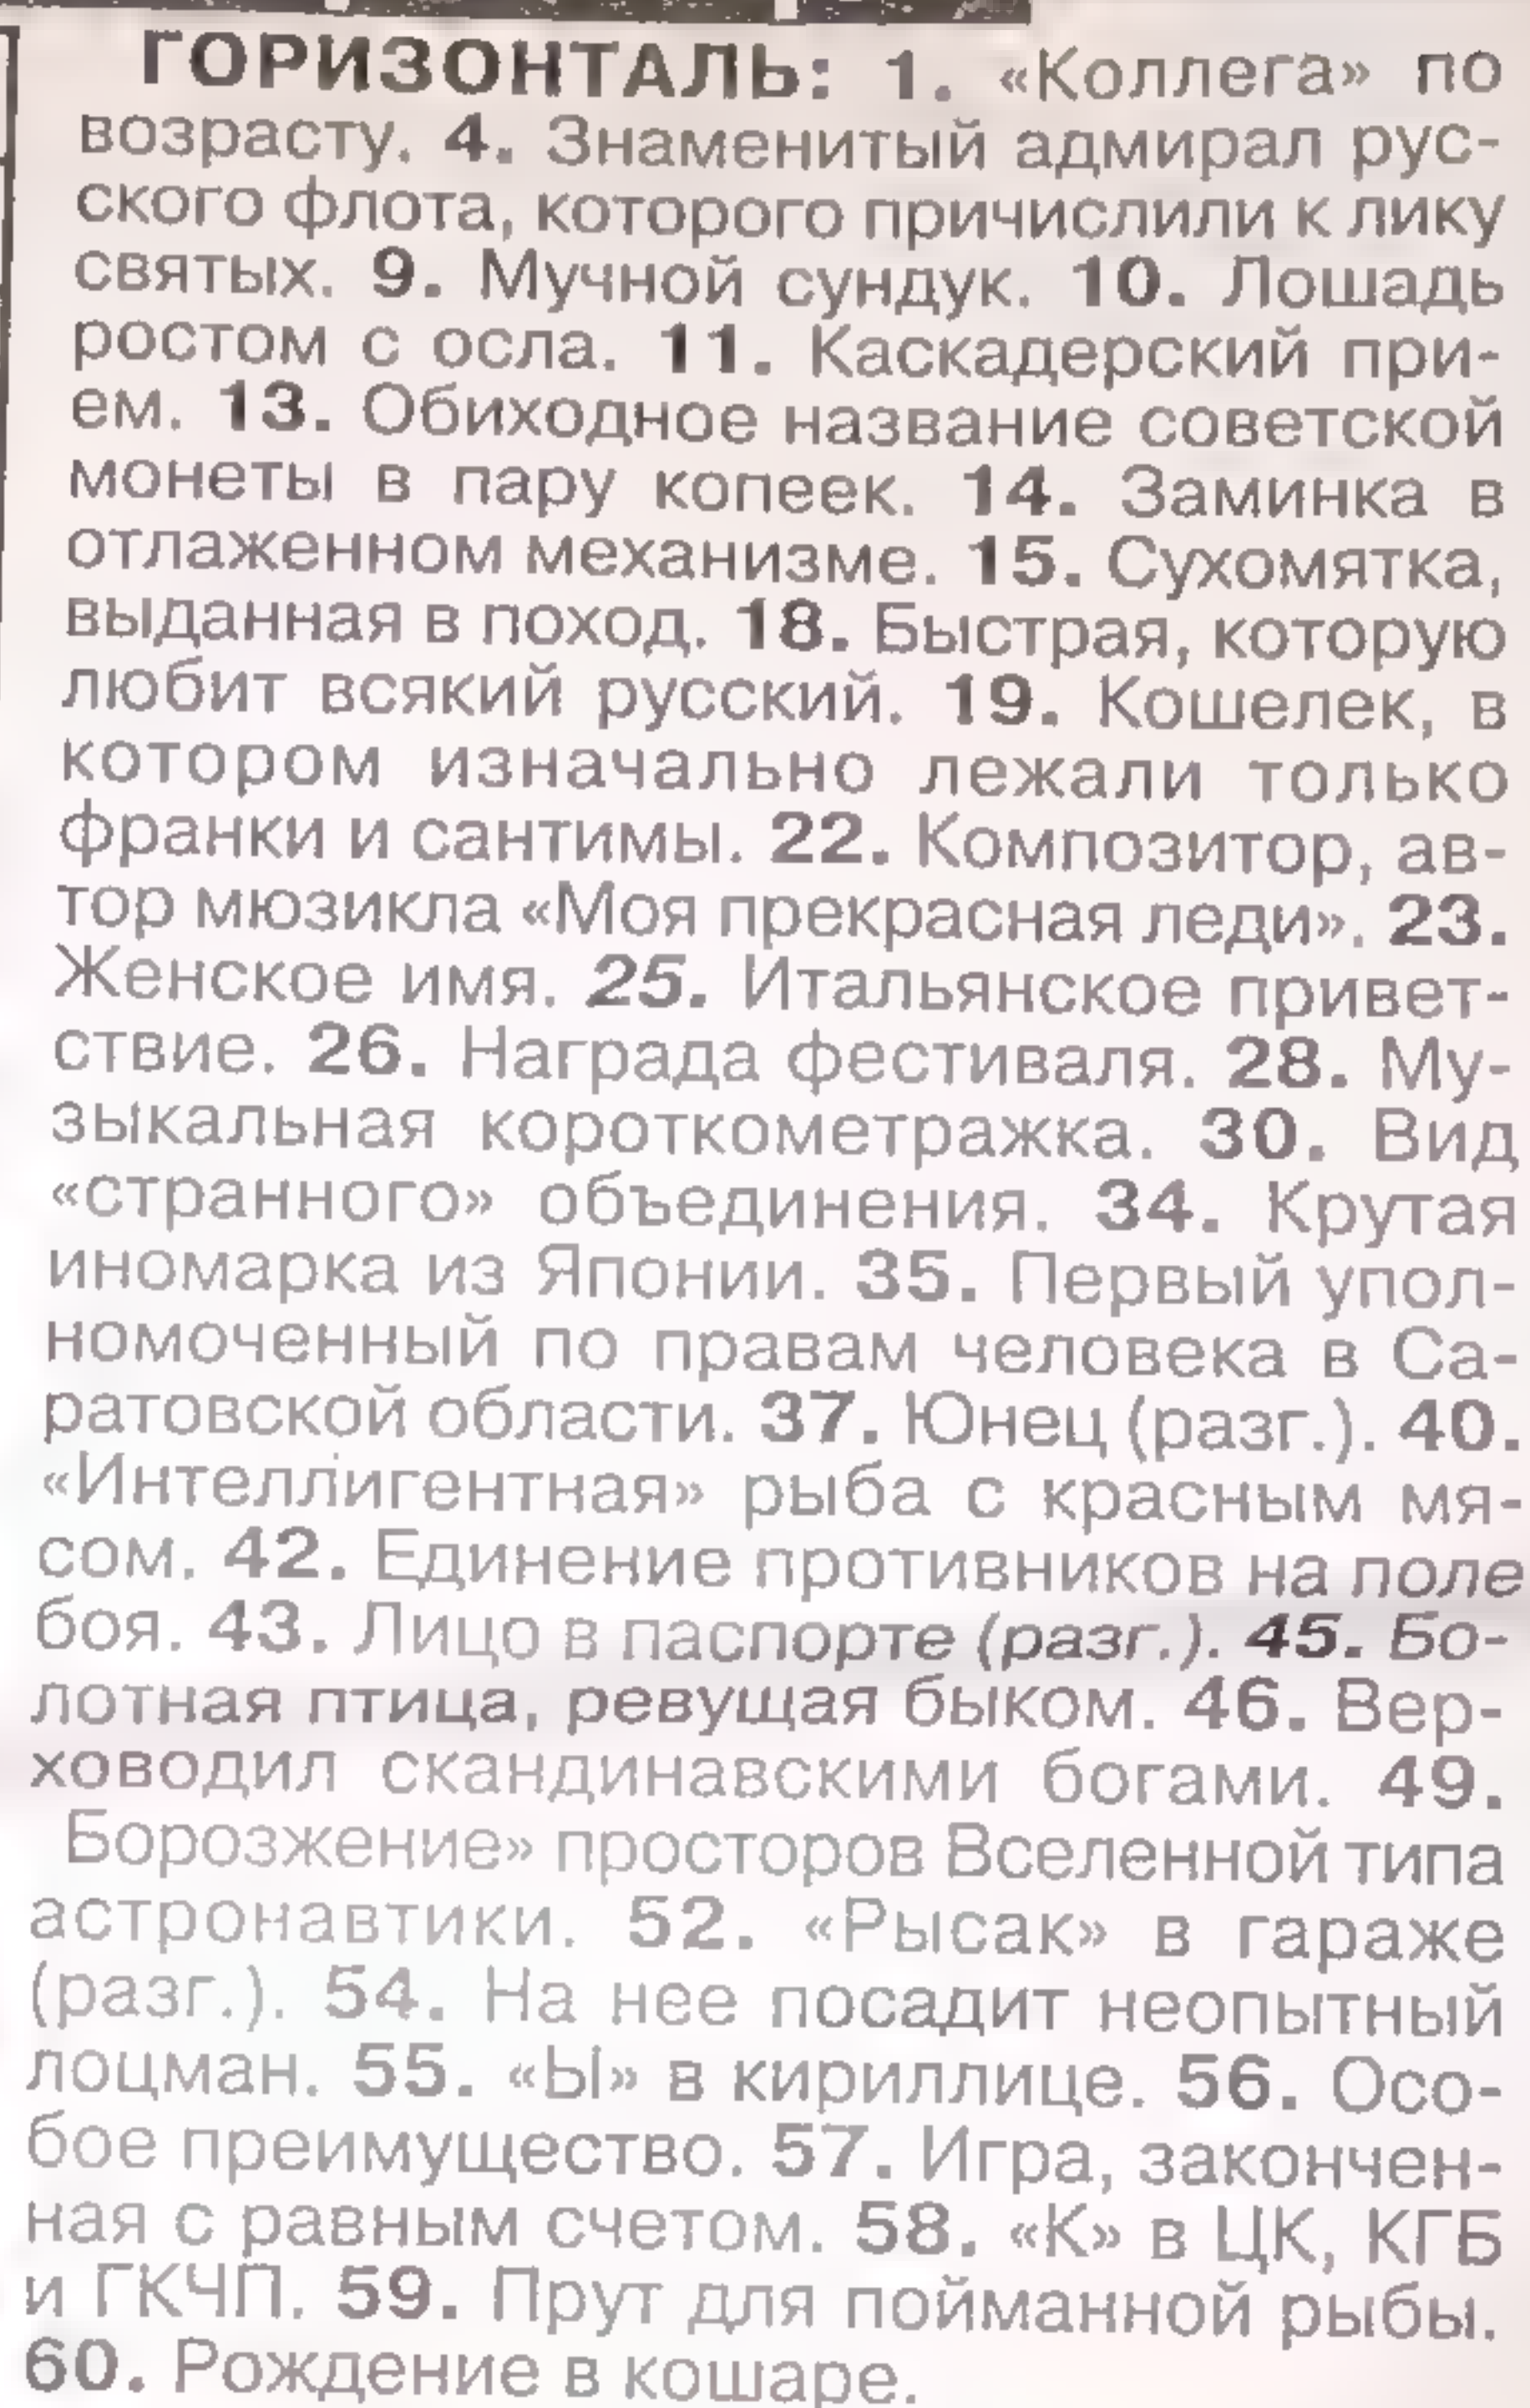 ГОРИЗОНТАЛЬ: 1. «Коллега» по
возрасту. 4. Знаменитый адмирал рус-
ского флота, которого причислили к лику
святых. 9. Мучной сундук. 10. Лошадь
ростом с осла. 11. Каскадерский при-
ем. 13. Обиходное название советской
монеты в пару копеек. 14. Заминка в
отлаженном механизме. 15. Сухомятка,
выданная в поход. 18. Быстрая, которую
любит всякий русский. 19. Кошелек, в
котором изначально лежали только
франки и сантимы. 22. Композитор, ав-
тор мюзикла «Моя прекрасная леди». 23.
Женское имя. 25. Итальянское привет-
ствие. 26. Награда фестиваля. 28. Му-
зыкальная короткометражка. 30. Вид
«странного» объединения. 34. Крутая
иномарка из Японии. 35. Первый упол-
номоченный по правам человека в Са-
ратовской области. 37. Юнец (разг.). 40.
«Интеллигентная» рыба с красным мя-
сом. 42. Единение противников на поле
боя. 43. Лицо в паспорте (разг.). 45. Бо-
лотная птица, ревущая быком. 46. Вер-
ховодил скандинавскими богами. 49.
Борозжение» просторов Вселенной типа
астронавтики. 52. «Рысак» в гараже
(разг.). 54. На нее посадит неопытный
лоцман. 55. «Ы» в кириллице. 56. Осо-
бое преимущество. 57. Игра, закончен-
ная с равным счетом. 58. «К» в ЦК, КГБ
и ГКЧП. 59. Прут для пойманной рыбы.
60. Рождение в кошаре.